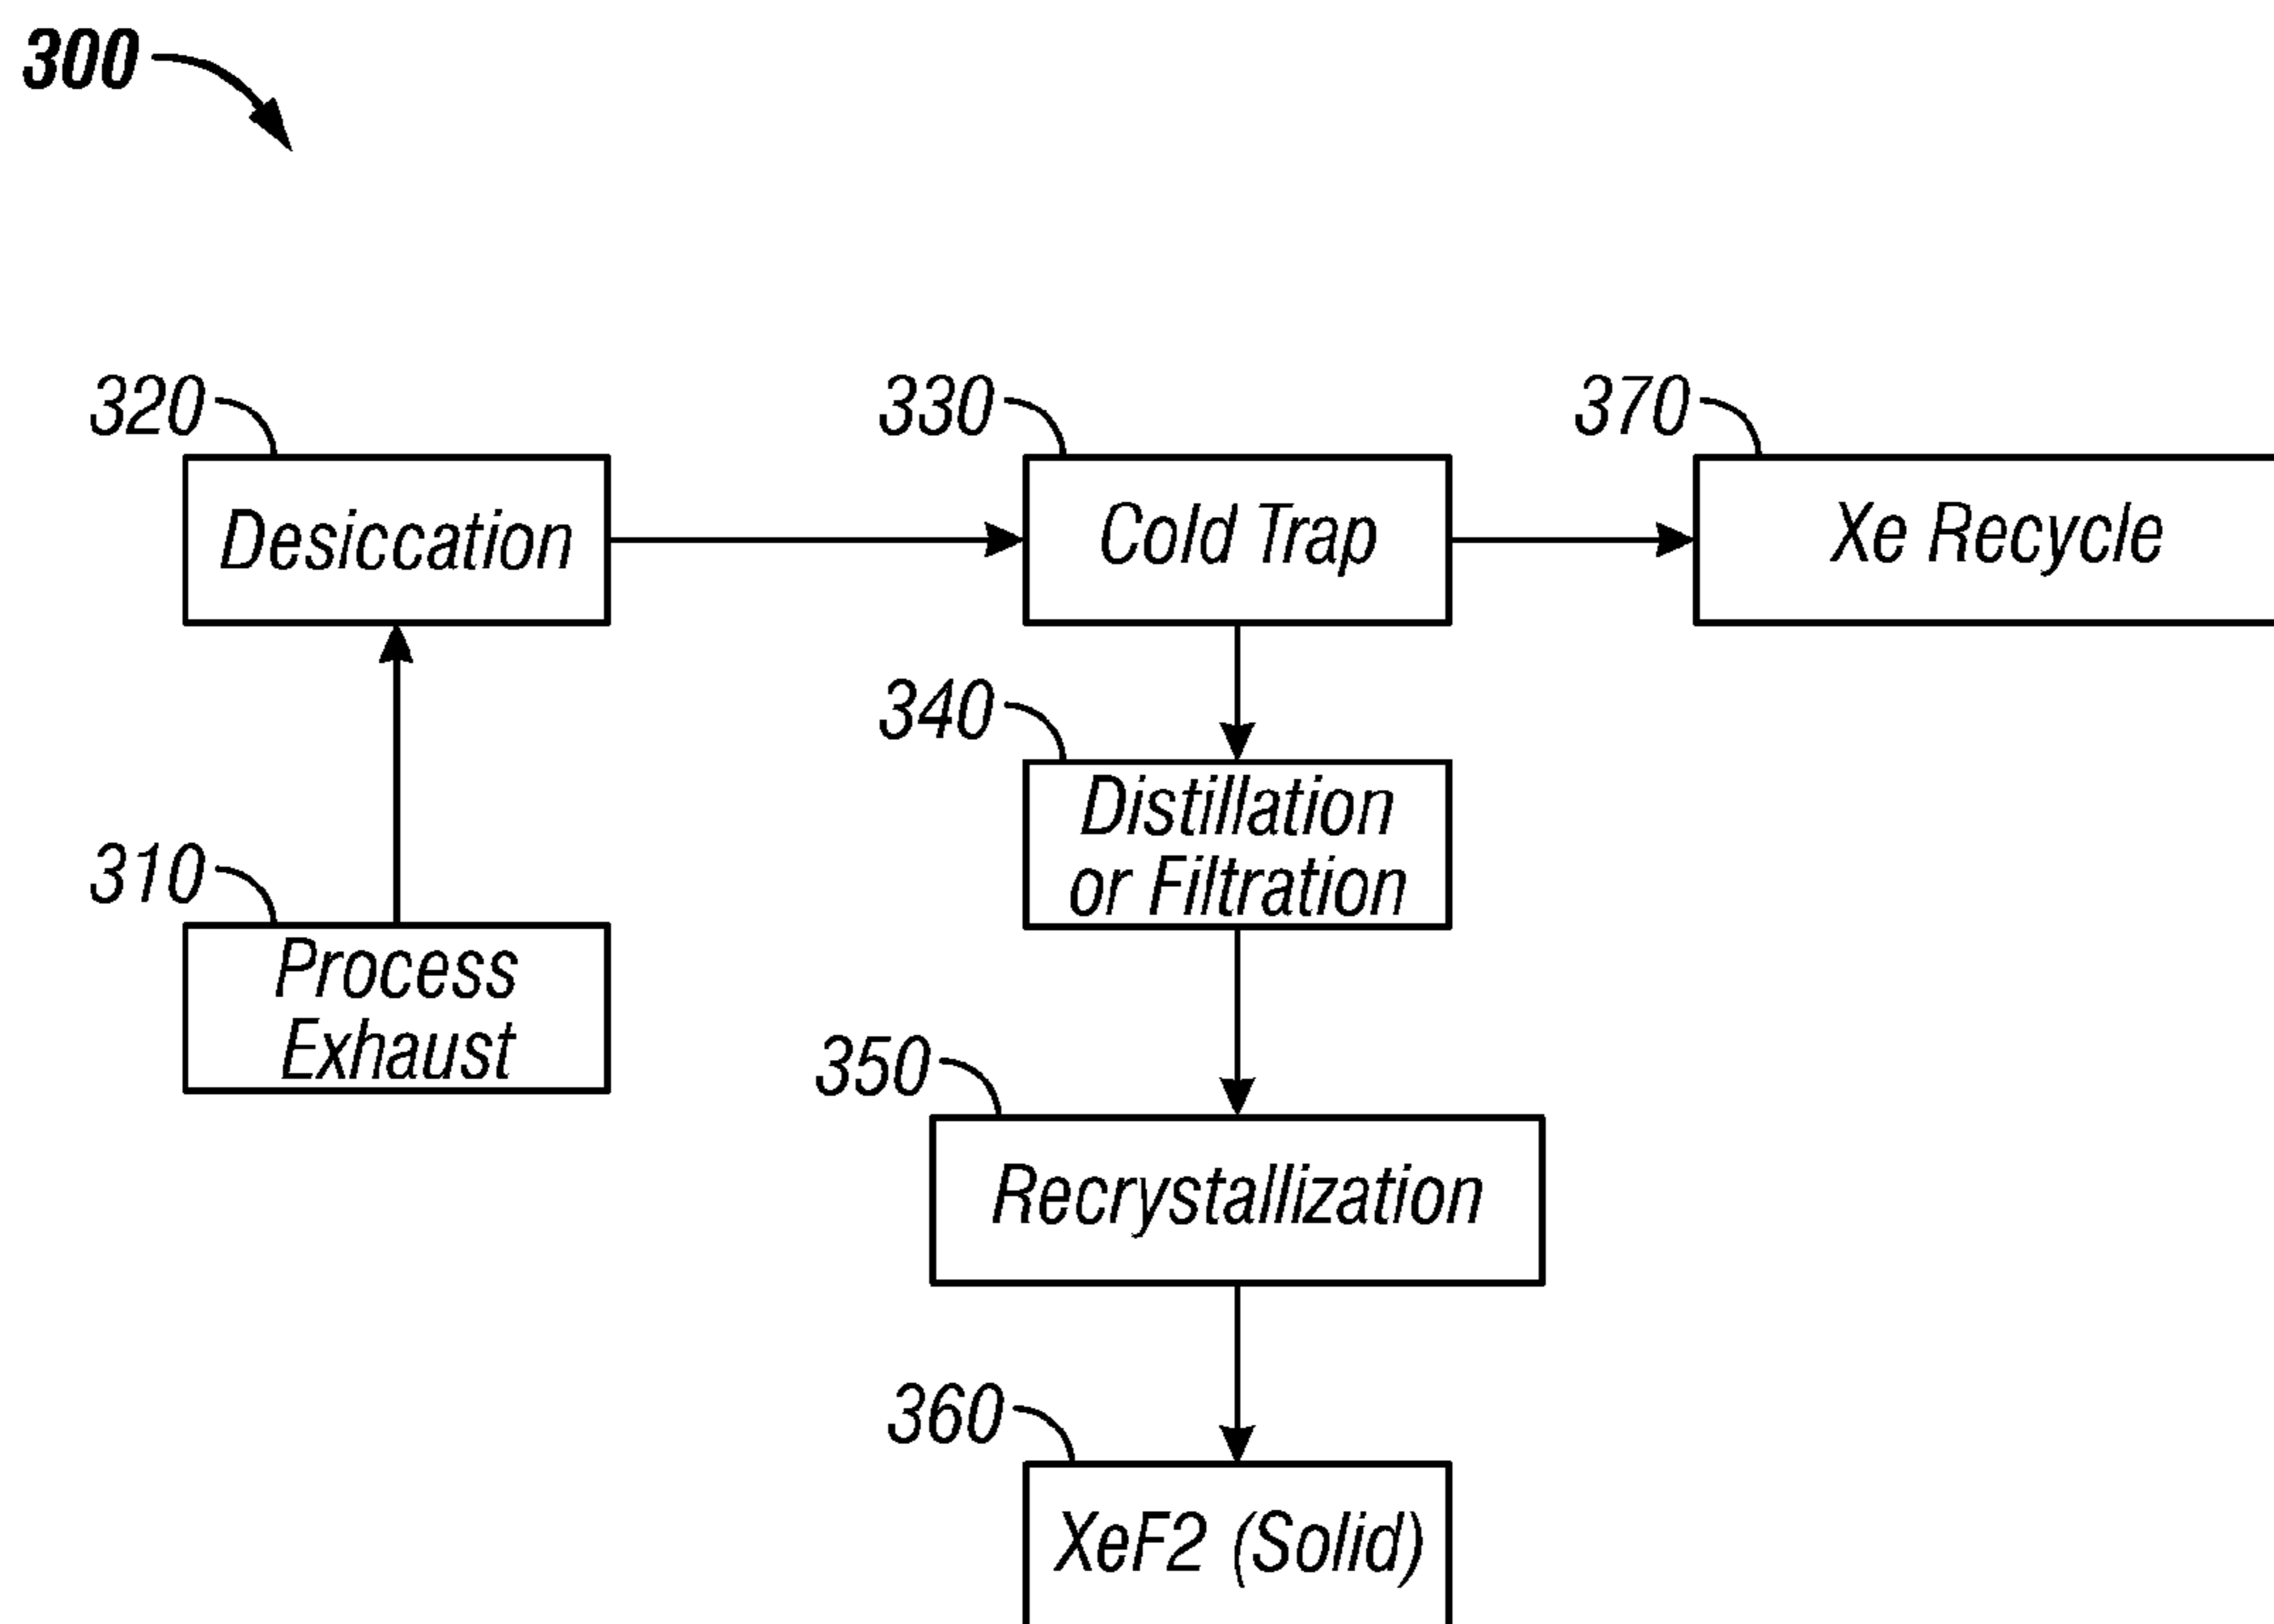 300
320
330
370
Desiccation
Cold Trap
Xe Recycle
340
Distillation
or Filtration
310
Process
Exhaust
350
Recrystallization
360
XeF2 (Solid)